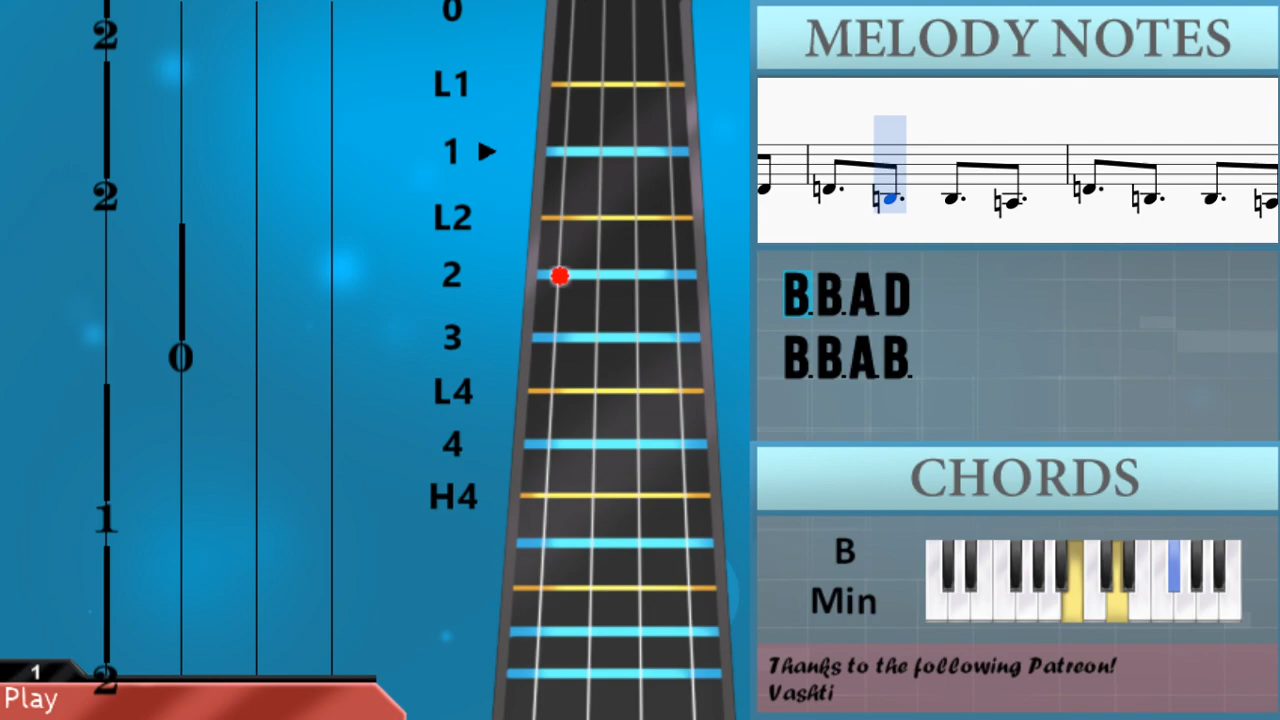 2
2
0
1
2
1
Play
0
L1
1
L2
2
3
L4
4
H4
MELODY NOTES
B.B.A D
B.B.A.B.
CHORDS
B
Min
Thanks to the following Patreon!
Vashti